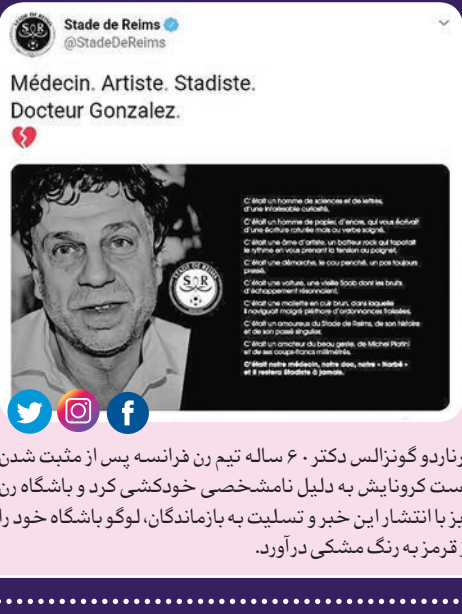 Stade de Reims
@StadeDeReims
Médecin. Artiste. Stadiste.
Docteur Gonzalez.
C'était un homme de sciences et de lettres,
d'une intarissable curiosité.
C'était un homme de papier, d'encre, qui vous écrivait
d'une écriture raturée mais au verbe soigné.
C'était une âme d'artiste, un batteur rock qui tapotait
le rythme en vous prenant la tension au poignet.
C'était une démarche, le cou penché, un pas toujours
pressé.
C'était une voiture, une vieille Saab dont les bruits
d'échappement résonnaient.
C'était une mallette en cuir brun, dans laquelle
il naviguait malgré pléthore d'ordonnances froissées.
C'était un amoureux du Stade de Reims, de son histoire
et de son passé singulier.
C'était un amateur du beau geste, de Michel Platini
et de ses coups-francs millimétrés.
C'était notre médecin, notre doc, notre « Narbé »
et il restera Stadiste à jamais.
رناردو گونزالس دکتر ۶۰ ساله تیم رن فرانسه پس از مثبت شدن
ست کرونایش به دلیل نامشخصی خودکشی کرد و باشگاه رن
یز با انتشار این خبر و تسلیت به بازماندگان، لوگو باشگاه خود را
ز قرمز به رنگ مشکی درآورد.